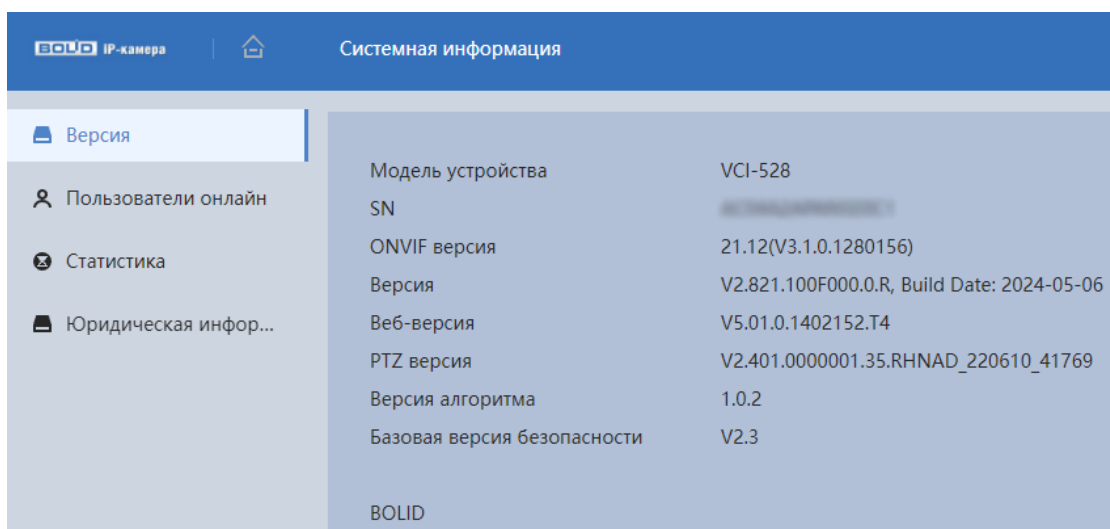 BOLID IP-камера
Системная информация
Версия
Пользователи онлайн
Статистика
Юридическая инфор...
Модель устройства VCI-528
SN
ONVIF версия 21.12(V3.1.0.1280156)
Версия V2.821.100F000.0.R, Build Date: 2024-05-06
Веб-версия V5.01.0.1402152.T4
PTZ версия V2.401.0000001.35.RHNAD_220610_41769
Версия алгоритма 1.0.2
Базовая версия безопасности V2.3
BOLID